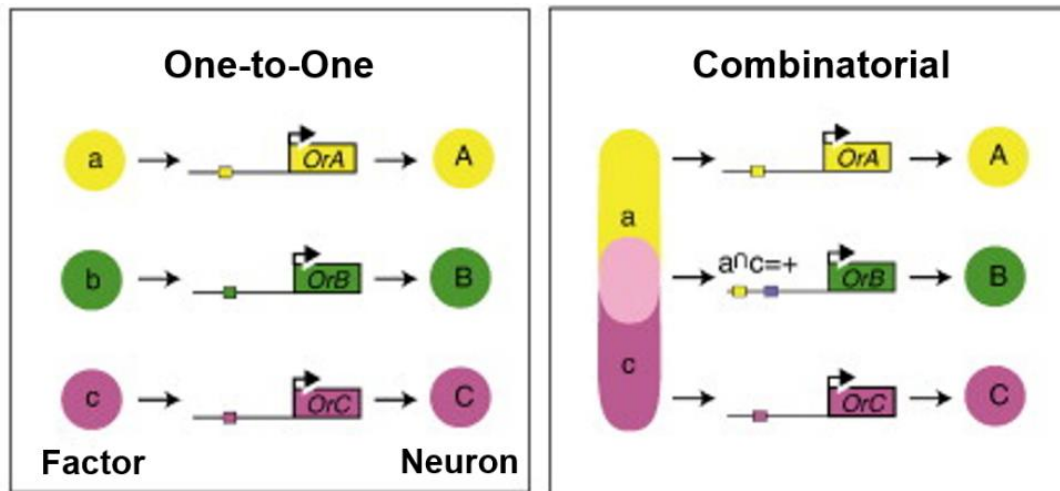 One-to-One
a OrA A
b OrB B
c OrC C
Factor Neuron
Combinatorial
a OrA A
a∩c=+
OrB B
c OrC C